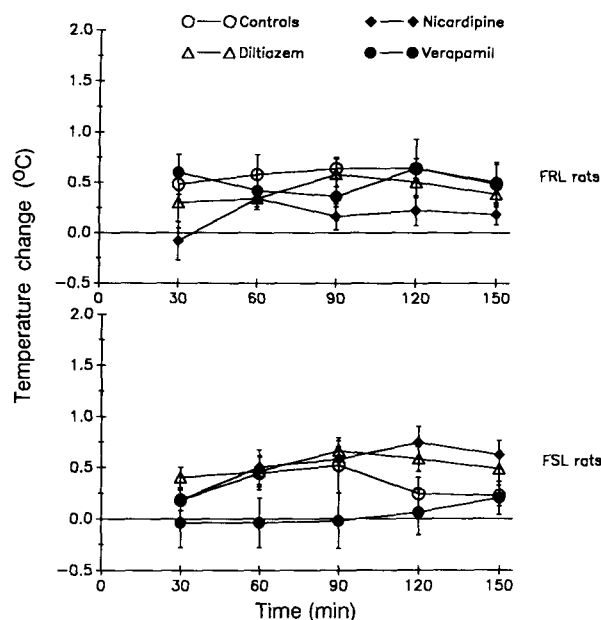 Controls
Nicardipine
Diltiazem
Verapamil
Temperature change (°C)
2.0
1.5
1.0
0.5
0.0
−0.5
0 30 60 90 120 150
FRL rats
2.0
1.5
1.0
0.5
0.0
−0.5
0 30 60 90 120 150
FSL rats
Time (min)